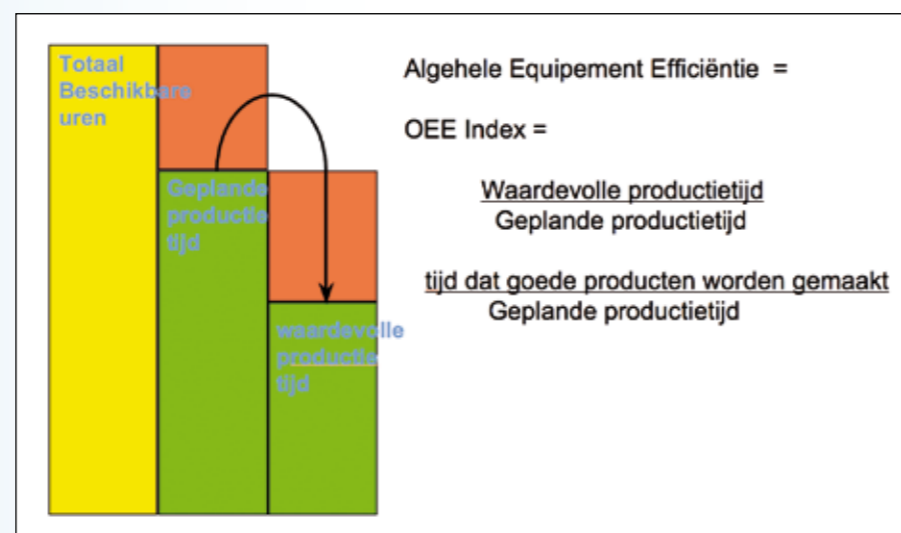 Totaal
Beschikbare
uren
Geplande
productie
tijd
waardevolle
productie
tijd
Algehele Equipement Efficiëntie =
OEE Index =
Waardevolle productietijd
Geplande productietijd
tijd dat goede producten worden gemaakt
Geplande productietijd